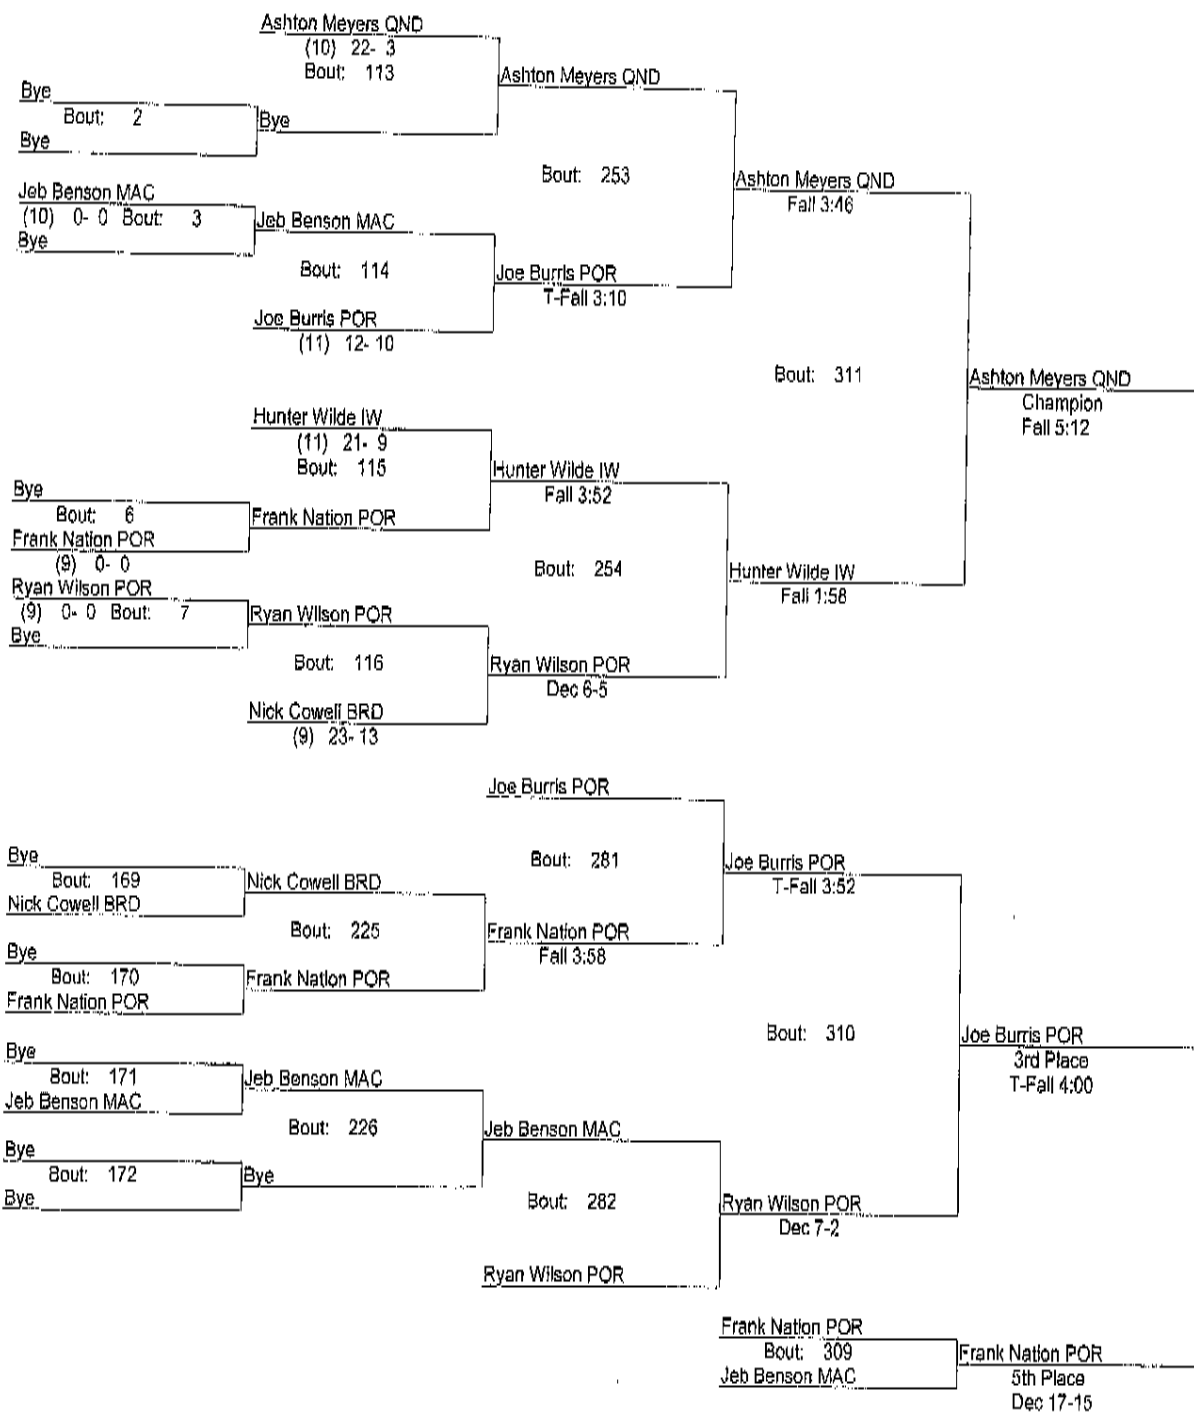 Ashton Meyers QND
(10) 22- 3
Bout: 113
Ashton Meyers QND
Bye
Bout: 2
Bye
Bye
Bout: 253
Ashton Meyers QND
Fall 3:46
Jeb Benson MAC
(10) 0- 0 Bout: 3
Jeb Benson MAC
Bye
Bout: 114
Joe Burris POR
T-Fall 3:10
Joe Burris POR
(11) 12- 10
Bout: 311
Ashton Meyers QND
Champion
Fall 5:12
Hunter Wilde IW
(11) 21- 9
Bout: 115
Hunter Wilde IW
Fall 3:52
Bye
Bout: 6
Frank Nation POR
Frank Nation POR
(9) 0- 0
Bout: 254
Hunter Wilde IW
Fall 1:58
Ryan Wilson POR
(9) 0- 0 Bout: 7
Ryan Wilson POR
Bye
Bout: 116
Ryan Wilson POR
Dec 6-5
Nick Cowell BRD
(9) 23- 13
Joe Burris POR
Bout: 281
Joe Burris POR
T-Fall 3:52
Bye
Bout: 169
Nick Cowell BRD
Nick Cowell BRD
Bout: 225
Frank Nation POR
Fall 3:58
Bye
Bout: 170
Frank Nation POR
Frank Nation POR
Bout: 310
Joe Burris POR
3rd Place
T-Fall 4:00
Bye
Bout: 171
Jeb Benson MAC
Jeb Benson MAC
Bout: 226
Jeb Benson MAC
Bye
Bout: 172
Bye
Bye
Bout: 282
Ryan Wilson POR
Dec 7-2
Ryan Wilson POR
Frank Nation POR
Bout: 309
Frank Nation POR
Jeb Benson MAC
5th Place
Dec 17-15